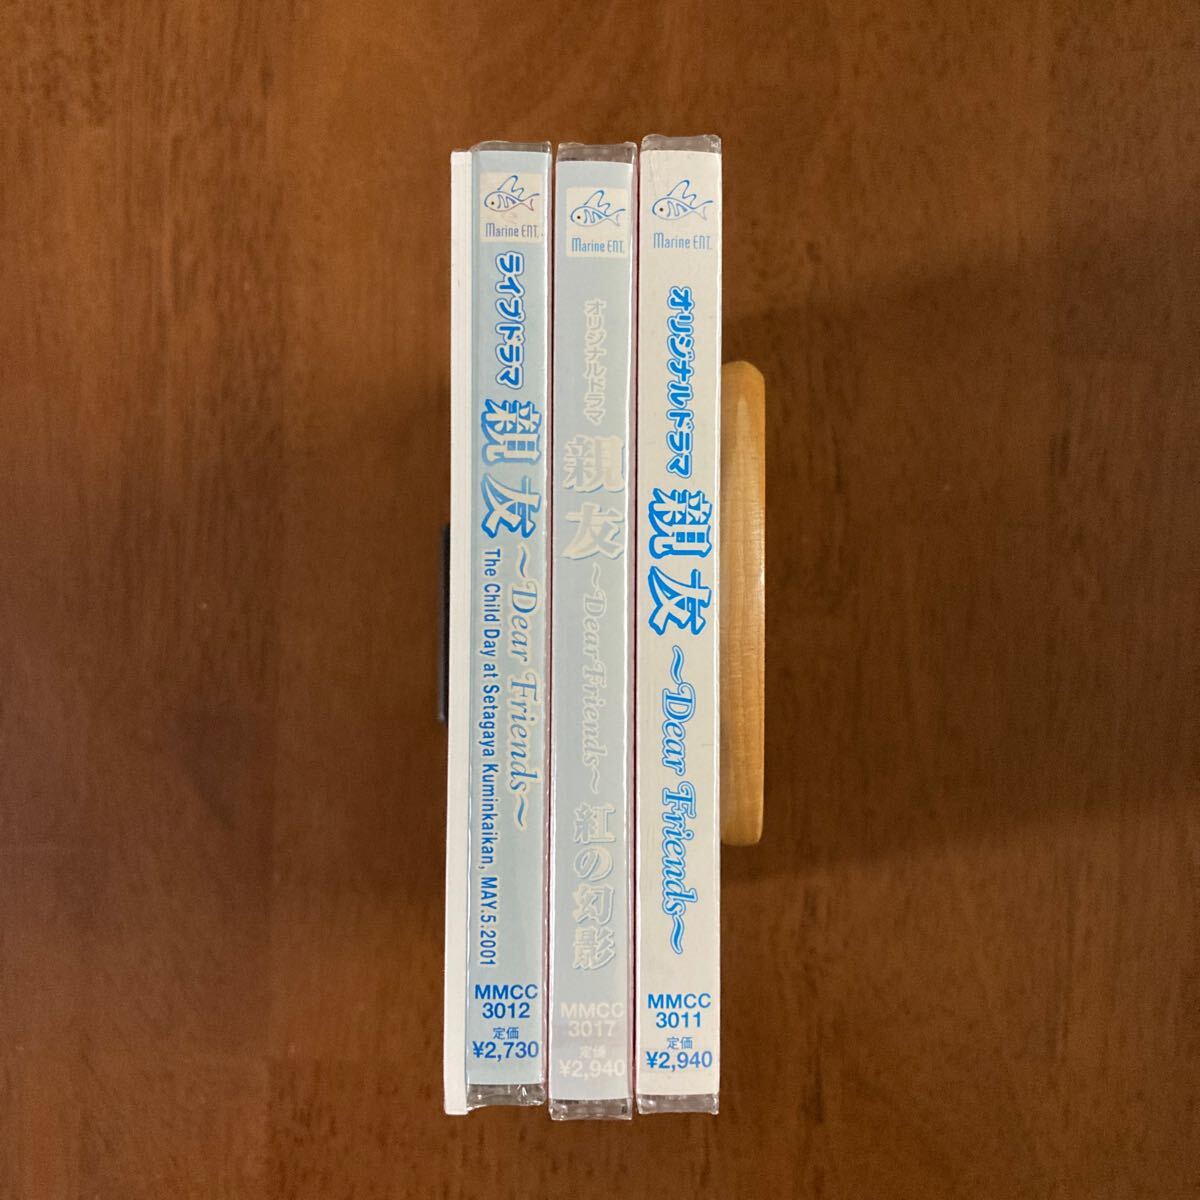 Marine ENT.
ライブドラマ
親友
～Dear Friends～
The Child Day at Setagaya Kuminkaikan, MAY.5.2001
MMCC
3012
定価
¥2,730
Marine ENT.
オリジナルドラマ
親友
～Dear Friends～
紅の幻影
MMCC
3017
定価
¥2,940
Marine ENT.
オリジナルドラマ
親友
～Dear Friends～
MMCC
3011
定価
¥2,940